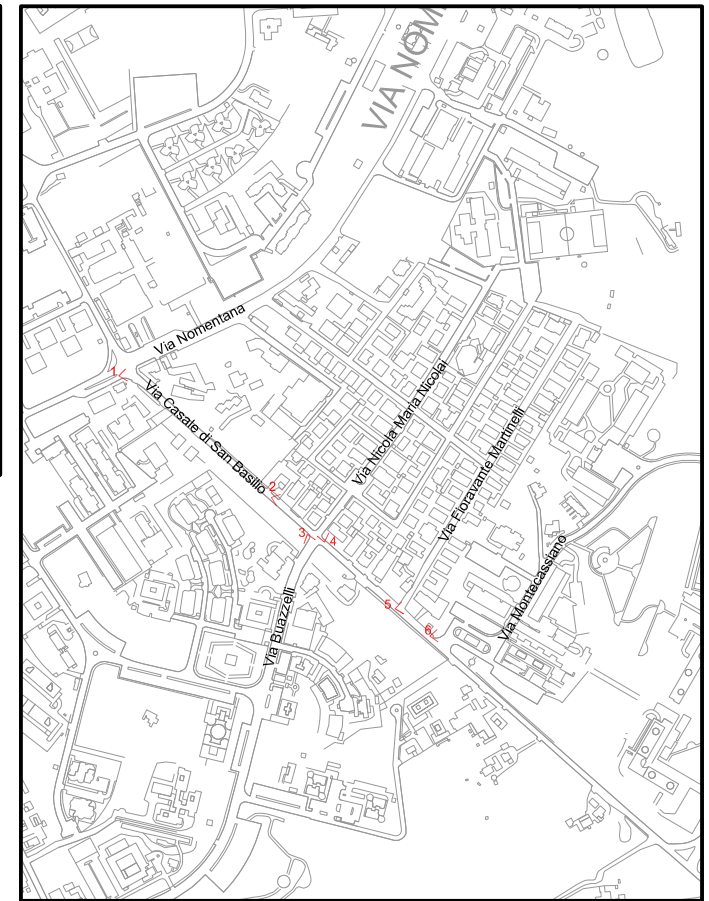 VIA NOM
Via Nomentana
1
Via Casale di San Basilio
Via Nicola Maria Nicolai
Via Fioravante Martinelli
2
3
4
Via Buazzelli
Via Montecassiano
5
6